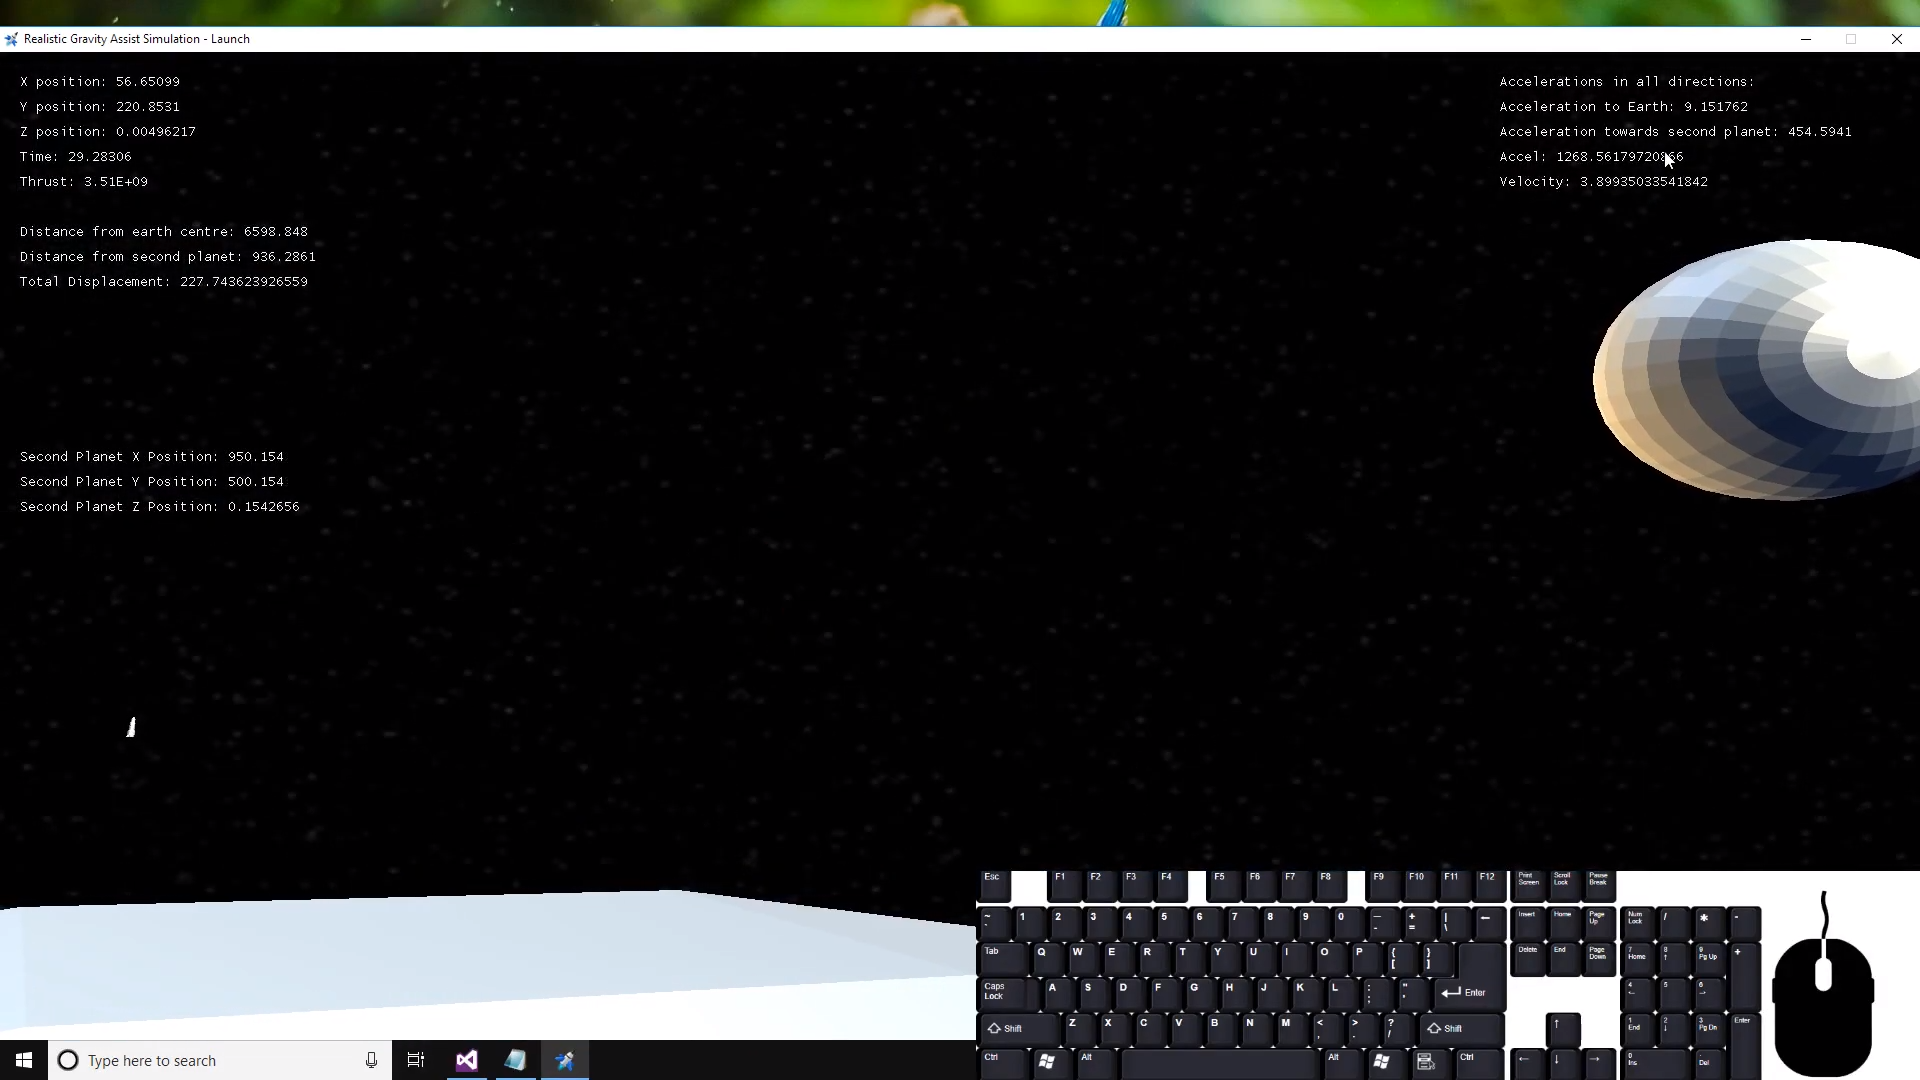 Realistic Gravity Assist Simulation - Launch
X position: 56.65099
Y position: 220.8531
Z position: 0.00496217
Time: 29.28306
Thrust: 3.51E+09
Distance from earth centre: 6598.848
Distance from second planet: 936.2861
Total Displacement: 227.743623926559
Second Planet X Position: 950.154
Second Planet Y Position: 500.154
Second Planet Z Position: 0.1542656
Accelerations in all directions:
Acceleration to Earth: 9.151762
Acceleration towards second planet: 454.5941
Accel: 1268.56179720866
Velocity: 3.89935033541842
Esc F1 F2 F3 F4 F5 F6 F7 F8 F9 F10 F11 F12 Print Screen Scroll Lock Pause Break
~ ` 1 2 3 4 5 6 7 8 9 0 — - + = | \ ← Insert Home Page Up Num Lock / * -
Tab Q W E R T Y U I O P { [ } ] Delete End Page Down 7 Home 8 ↑ 9 Pg Up +
Caps Lock A S D F G H J K L : ; " ' Enter 4 ← 5 6 →
Shift Z X C V B N M < , > . ? / Shift ↑ 1 End 2 ↓ 3 Pg Dn Enter
Ctrl Alt Alt Ctrl ← ↓ → 0 Ins . Del
Type here to search